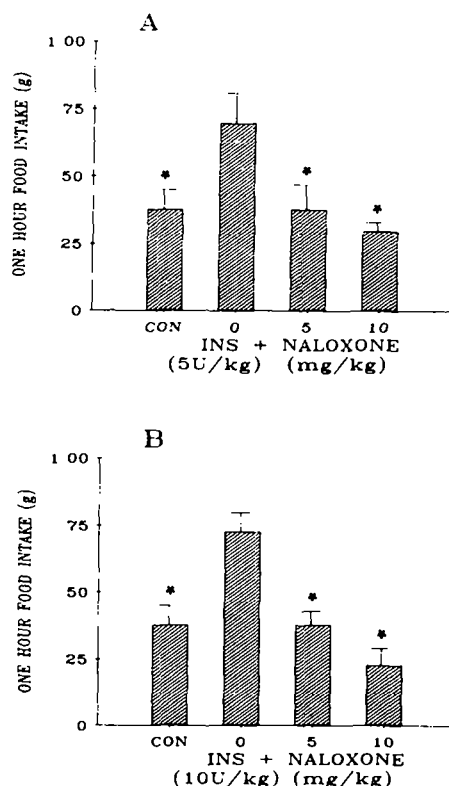 A
1 00
75
50
25
0
ONE HOUR FOOD INTAKE (g)
* * *
CON 0 5 10
INS + NALOXONE
(5U/kg) (mg/kg)
B
1 00
75
50
25
0
ONE HOUR FOOD INTAKE (g)
* * *
CON 0 5 10
INS + NALOXONE
(10U/kg) (mg/kg)